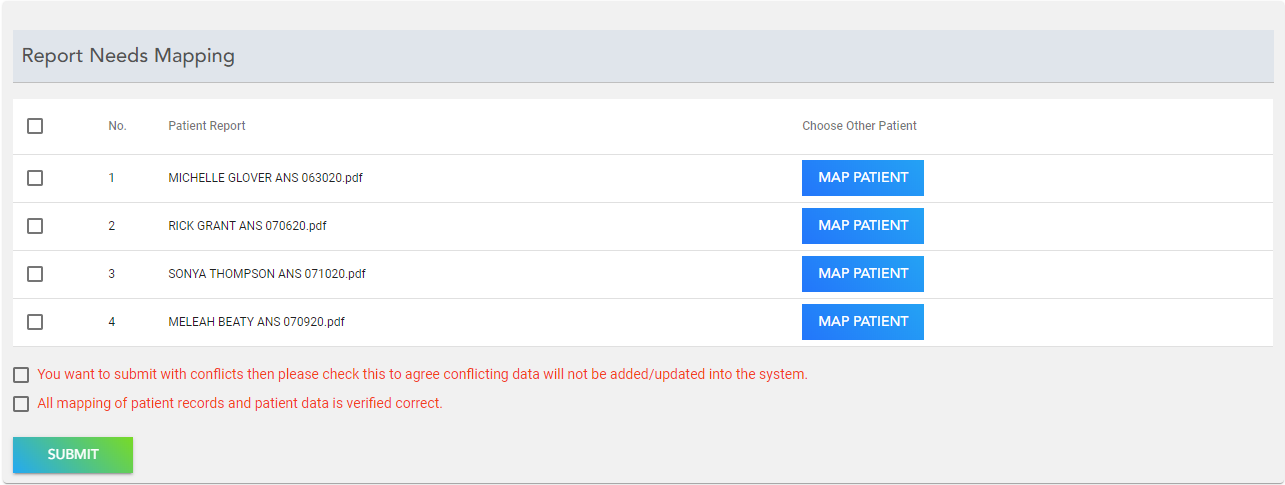 Report Needs Mapping
No. Patient Report Choose Other Patient
1 MICHELLE GLOVER ANS 063020.pdf MAP PATIENT
2 RICK GRANT ANS 070620.pdf MAP PATIENT
3 SONYA THOMPSON ANS 071020.pdf MAP PATIENT
4 MELEAH BEATY ANS 070920.pdf MAP PATIENT
You want to submit with conflicts then please check this to agree conflicting data will not be added/updated into the system.
All mapping of patient records and patient data is verified correct.
SUBMIT